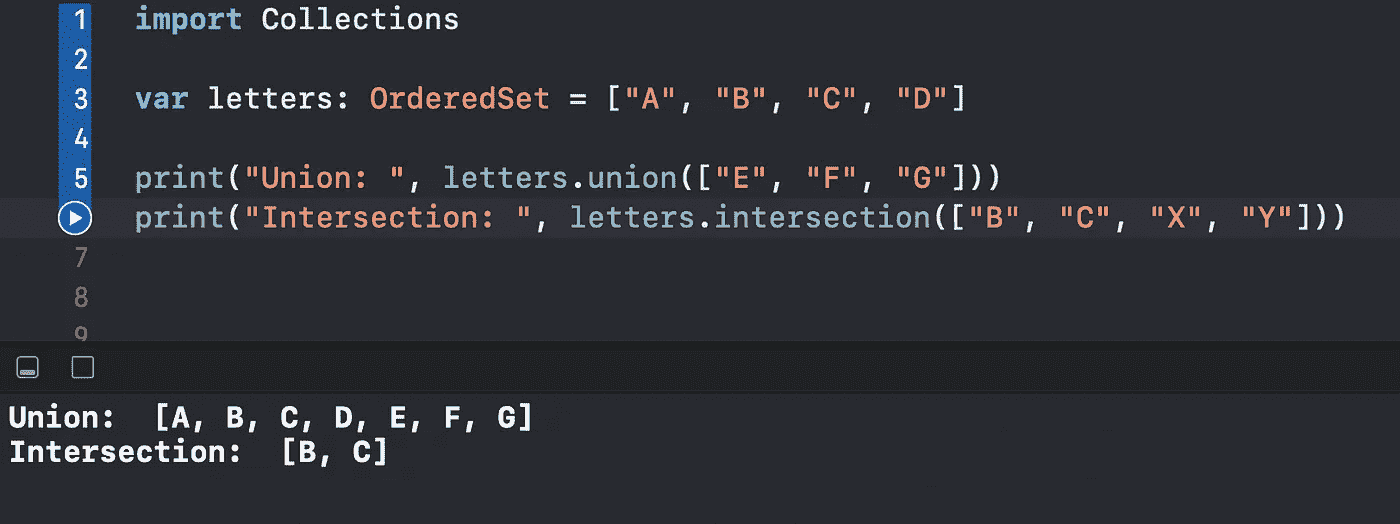 1 import Collections
2
3 var letters: OrderedSet = ["A", "B", "C", "D"]
4
5 print("Union: ", letters.union(["E", "F", "G"]))
print("Intersection: ", letters.intersection(["B", "C", "X", "Y"]))
7
8
9
Union:  [A, B, C, D, E, F, G]
Intersection:  [B, C]